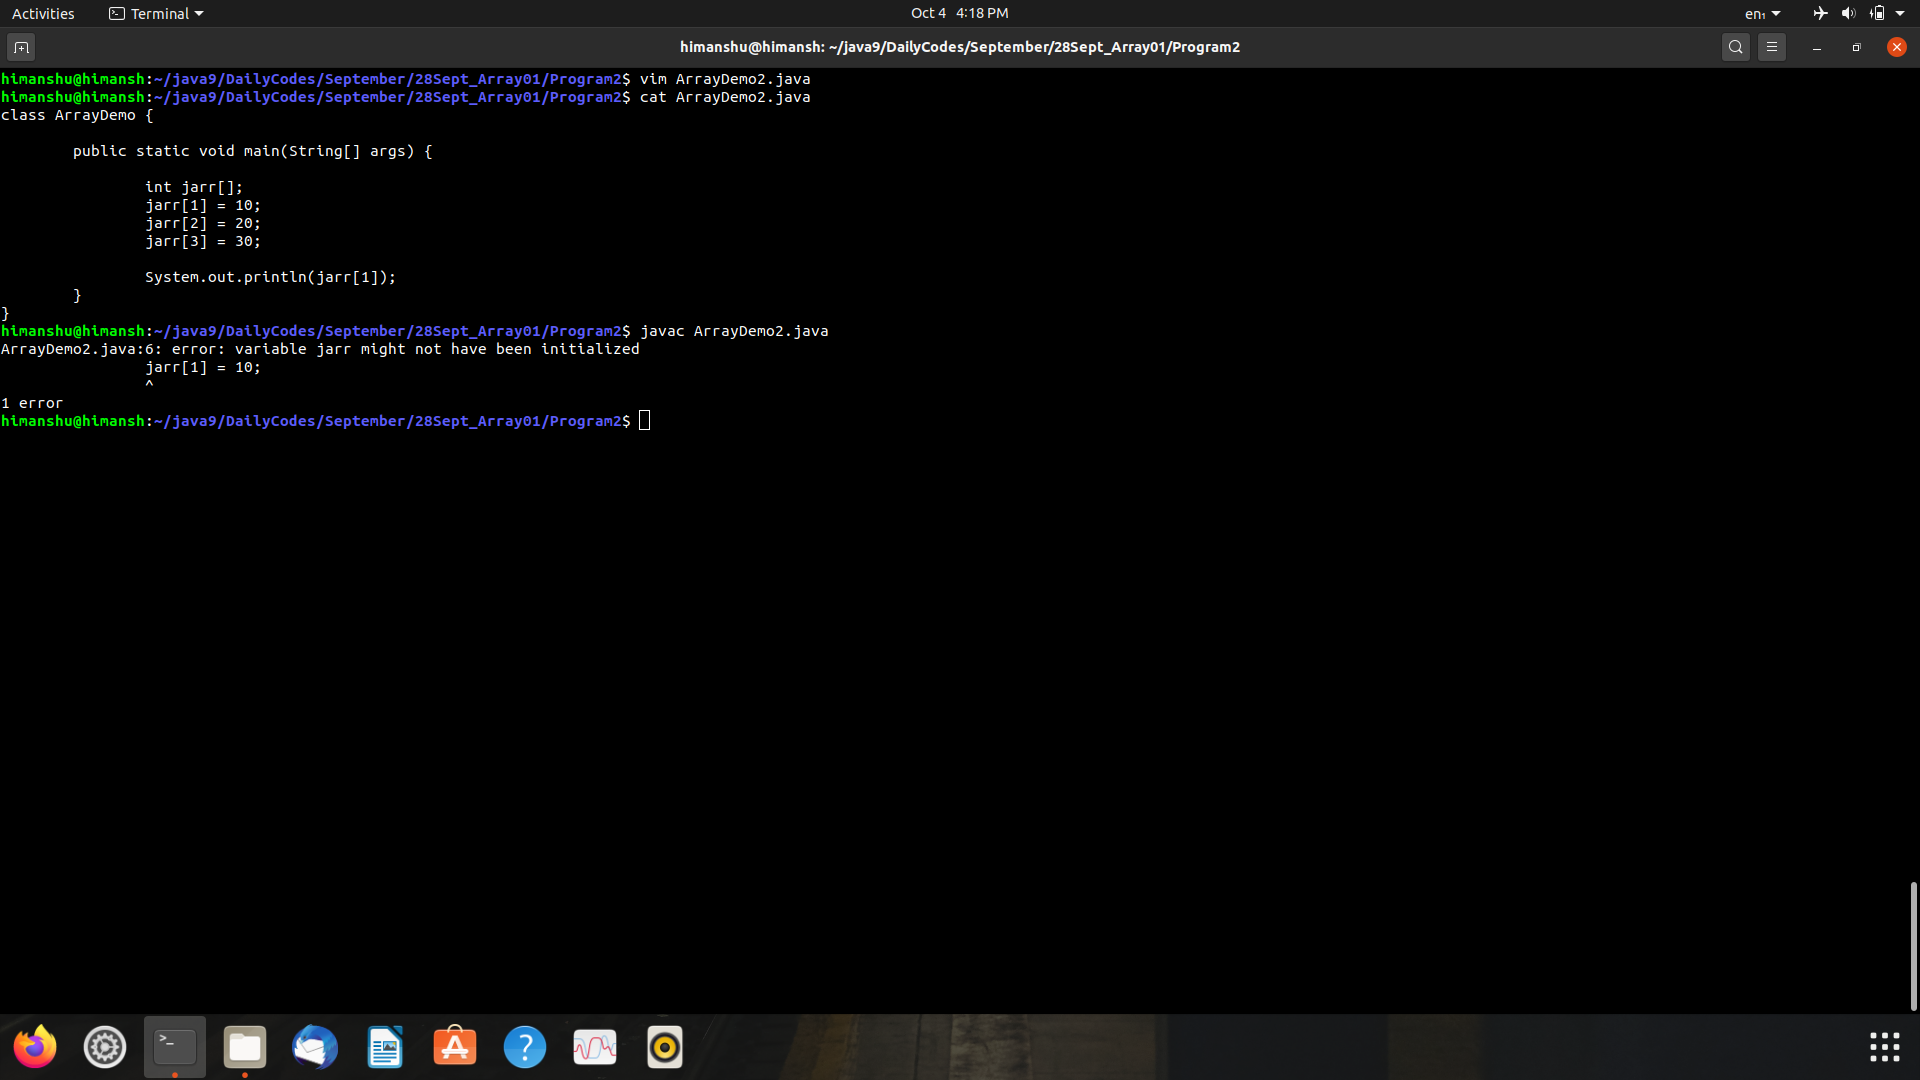 Activities Terminal Oct 4 4:18 PM en₁
himanshu@himansh: ~/java9/DailyCodes/September/28Sept_Array01/Program2
himanshu@himansh:~/java9/DailyCodes/September/28Sept_Array01/Program2$ vim ArrayDemo2.java
himanshu@himansh:~/java9/DailyCodes/September/28Sept_Array01/Program2$ cat ArrayDemo2.java
class ArrayDemo {
public static void main(String[] args) {
int jarr[];
jarr[1] = 10;
jarr[2] = 20;
jarr[3] = 30;
System.out.println(jarr[1]);
}
}
himanshu@himansh:~/java9/DailyCodes/September/28Sept_Array01/Program2$ javac ArrayDemo2.java
ArrayDemo2.java:6: error: variable jarr might not have been initialized
jarr[1] = 10;
^
1 error
himanshu@himansh:~/java9/DailyCodes/September/28Sept_Array01/Program2$